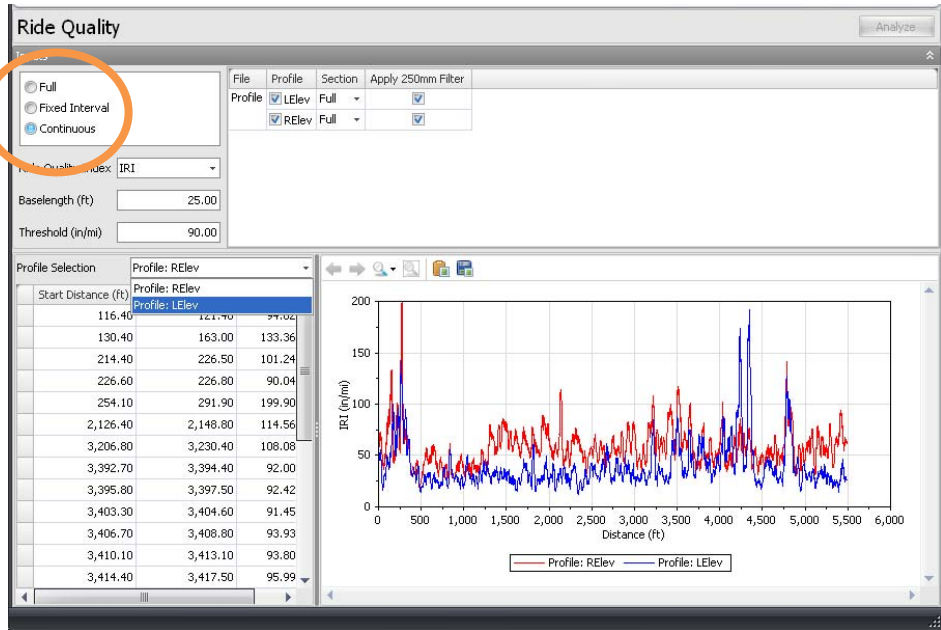 Ride Quality
Analyze
Full
Fixed Interval
Continuous
Ride Quality Index IRI
Baselength (ft) 25.00
Threshold (in/mi) 90.00
File Profile Section Apply 250mm Filter
Profile LElev Full
RElev Full
Profile Selection Profile: RElev
Profile: RElev
Profile: LElev
Start Distance (ft)
116.40 121.40 94.62
130.40 163.00 133.36
214.40 226.50 101.24
226.60 226.80 90.04
254.10 291.90 199.90
2,126.40 2,148.80 114.56
3,206.80 3,230.40 108.08
3,392.70 3,394.40 92.00
3,395.80 3,397.50 92.42
3,403.30 3,404.60 91.45
3,406.70 3,408.80 93.93
3,410.10 3,413.10 93.80
3,414.40 3,417.50 95.99
200
150
100
50
0
IRI (in/mi)
0 500 1,000 1,500 2,000 2,500 3,000 3,500 4,000 4,500 5,000 5,500 6,000
Distance (ft)
Profile: RElev Profile: LElev